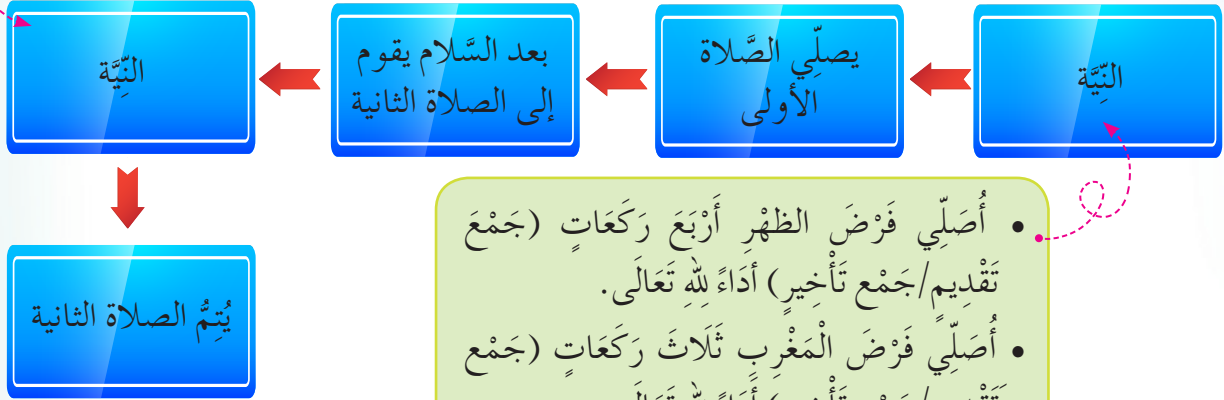 النِّيَّة
يصلِّي الصَّلاة
الأولى
بعد السَّلام يقوم
إلى الصلاة الثانية
النِّيَّة
يُتِمُّ الصلاة الثانية
• أُصَلِّي فَرْضَ الظهْرِ أَرْبَعَ رَكَعَاتٍ (جَمْعَ
تَقْدِيمٍ/جَمْع تَأْخِيرٍ) أدَاءً لِلّٰهِ تَعَالَى.
• أُصَلِّي فَرْضَ الْمَغْرِبِ ثَلَاثَ رَكَعَاتٍ (جَمْع